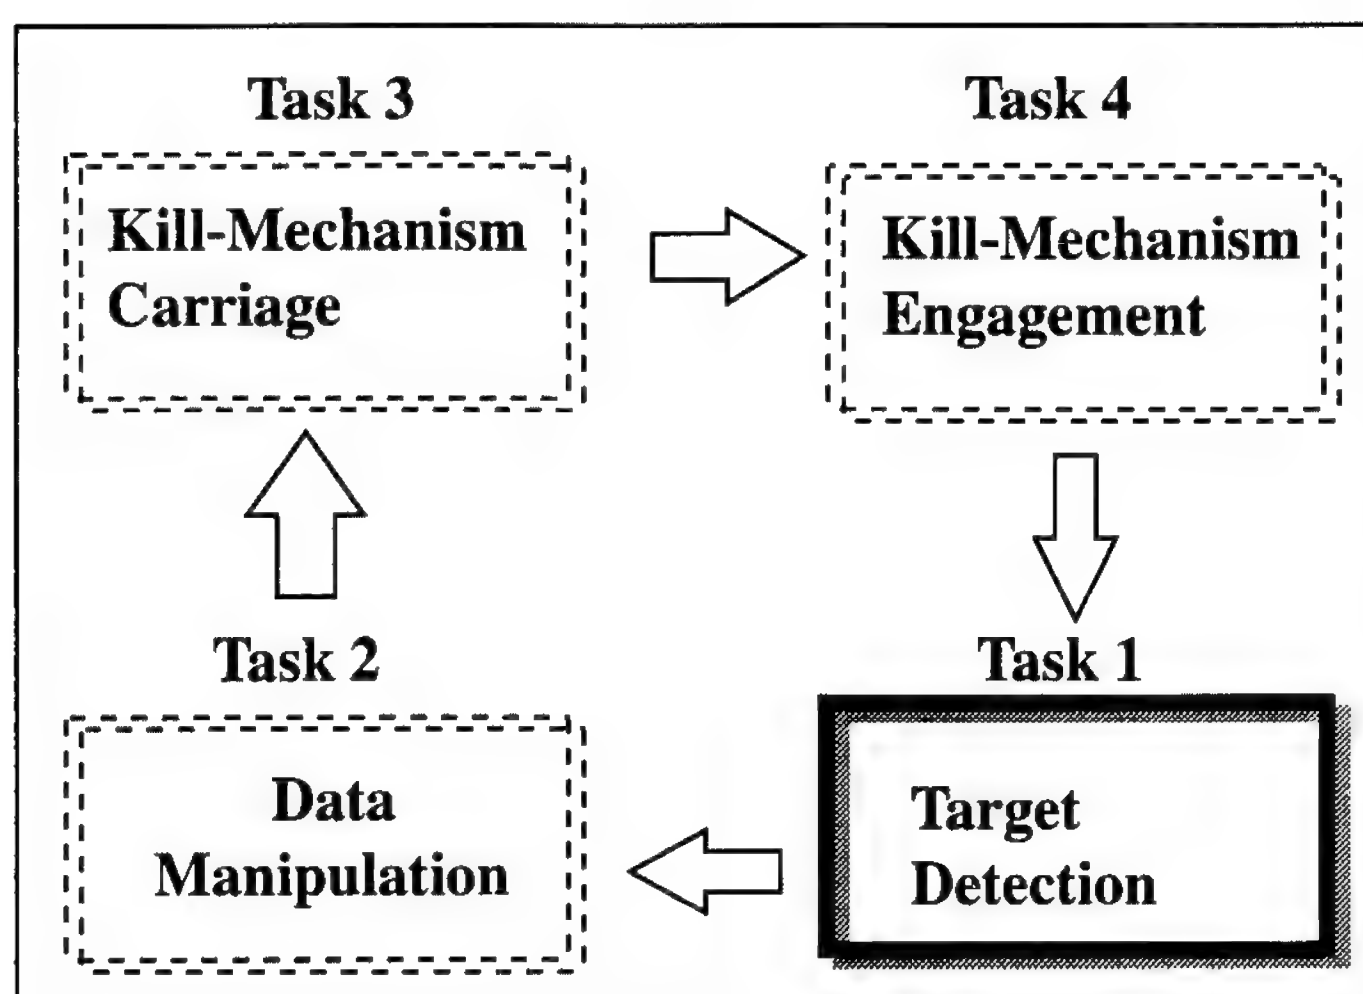 Task 3
Kill-Mechanism
Carriage
Task 4
Kill-Mechanism
Engagement
Task 2
Data
Manipulation
Task 1
Target
Detection